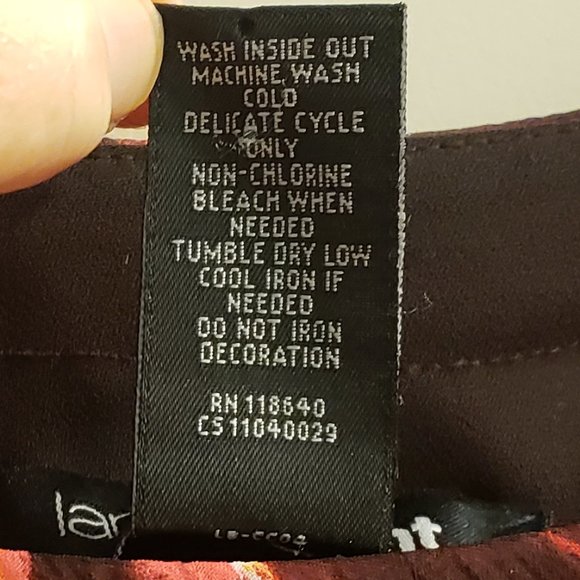 WASH INSIDE OUT
MACHINE WASH
COLD
DELICATE CYCLE
ONLY
NON-CHLORINE
BLEACH WHEN
NEEDED
TUMBLE DRY LOW
COOL IRON IF
NEEDED
DO NOT IRON
DECORATION
RN 118640
CS 11040029